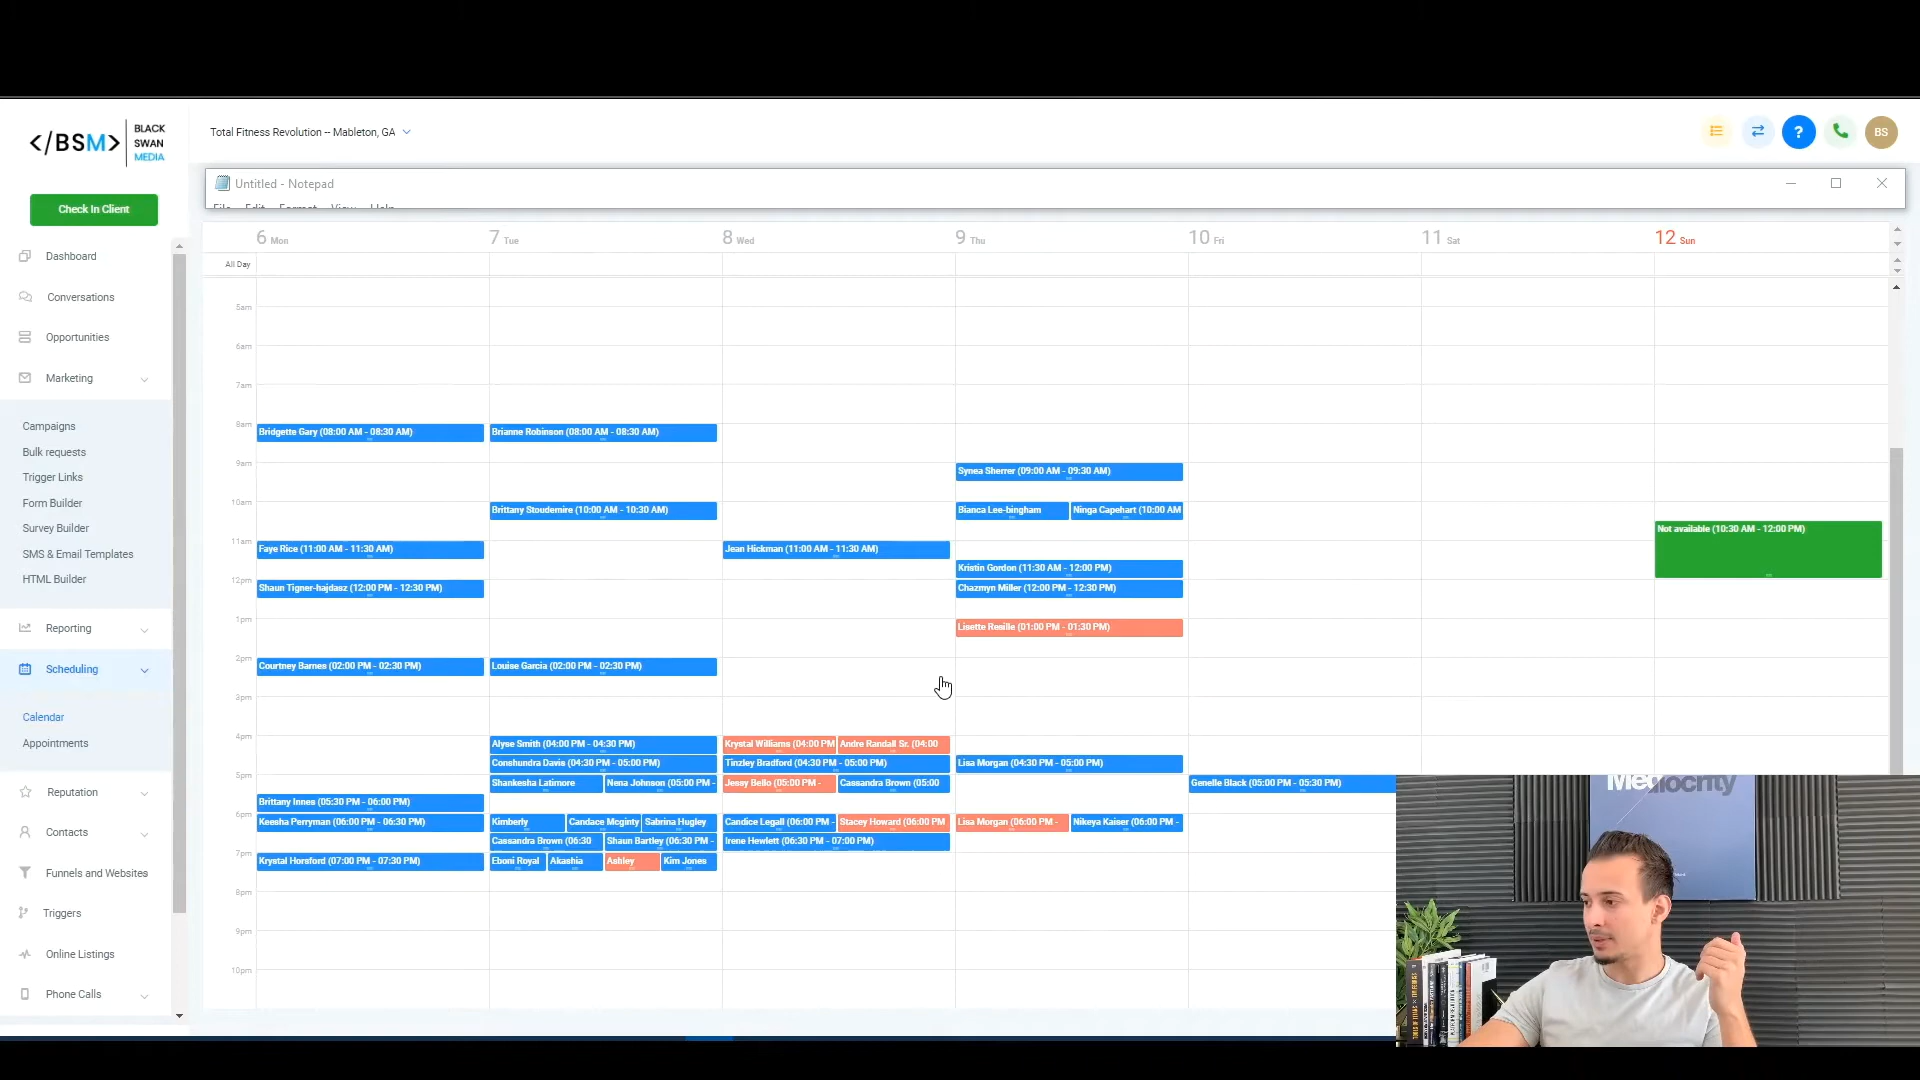 </BSM>
BLACK
SWAN
MEDIA
Total Fitness Revolution -- Mableton, GA
?
BS
Check In Client
Untitled - Notepad
File Edit Format View Help
Dashboard
Conversations
Opportunities
Marketing
Campaigns
Bulk requests
Trigger Links
Form Builder
Survey Builder
SMS & Email Templates
HTML Builder
Reporting
Scheduling
Calendar
Appointments
Reputation
Contacts
Funnels and Websites
Triggers
Online Listings
Phone Calls
6 Mon 7 Tue 8 Wed 9 Thu 10 Fri 11 Sat 12 Sun
All Day
5am
6am
7am
8am
Bridgette Gary (08:00 AM - 08:30 AM) Brianne Robinson (08:00 AM - 08:30 AM)
9am
Synea Sherrer (09:00 AM - 09:30 AM)
10am
Brittany Stoudemire (10:00 AM - 10:30 AM) Bianca Lee-bingham Ninga Capehart (10:00 AM
Not available (10:30 AM - 12:00 PM)
11am
Faye Rice (11:00 AM - 11:30 AM) Jean Hickman (11:00 AM - 11:30 AM)
Kristin Gordon (11:30 AM - 12:00 PM)
12pm
Shaun Tigner-hajdasz (12:00 PM - 12:30 PM) Chazmyn Miller (12:00 PM - 12:30 PM)
1pm
Lisette Resille (01:00 PM - 01:30 PM)
2pm
Courtney Barnes (02:00 PM - 02:30 PM) Louise Garcia (02:00 PM - 02:30 PM)
3pm
4pm
Alyse Smith (04:00 PM - 04:30 PM) Krystal Williams (04:00 PM Andre Randall Sr. (04:00
Conshundra Davis (04:30 PM - 05:00 PM) Tinzley Bradford (04:30 PM - 05:00 PM) Lisa Morgan (04:30 PM - 05:00 PM)
5pm
Shankesha Latimore Nena Johnson (05:00 PM - Jessy Bello (05:00 PM - Cassandra Brown (05:00 Genelle Black (05:00 PM - 05:30 PM)
Brittany Innes (05:30 PM - 06:00 PM)
6pm
Keesha Perryman (06:00 PM - 06:30 PM) Kimberly Candace Mcginty Sabrina Hugley Candice Legall (06:00 PM - Stacey Howard (06:00 PM Lisa Morgan (06:00 PM - Nikeya Kaiser (06:00 PM -
Cassandra Brown (06:30 Shaun Bartley (06:30 PM - Irene Hewlett (06:30 PM - 07:00 PM)
7pm
Krystal Horsford (07:00 PM - 07:30 PM) Eboni Royal Akashia Ashley Kim Jones
8pm
9pm
10pm
Mediocrity